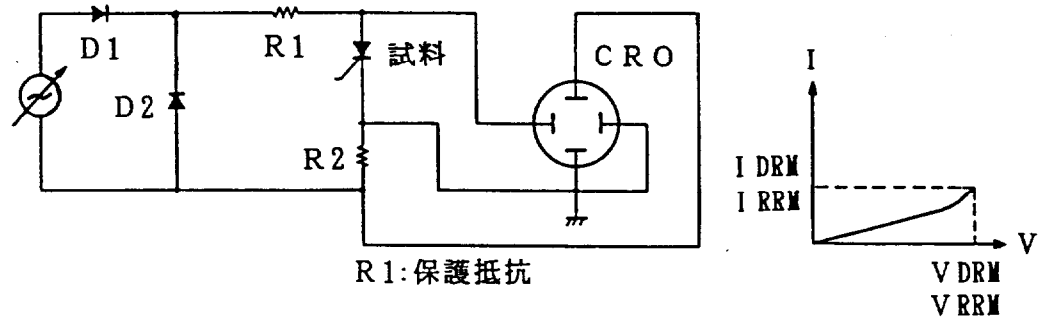 D1
R1
試料
CRO
D2
R2
R1:保護抵抗
I
I DRM
I RRM
V
V DRM
V RRM